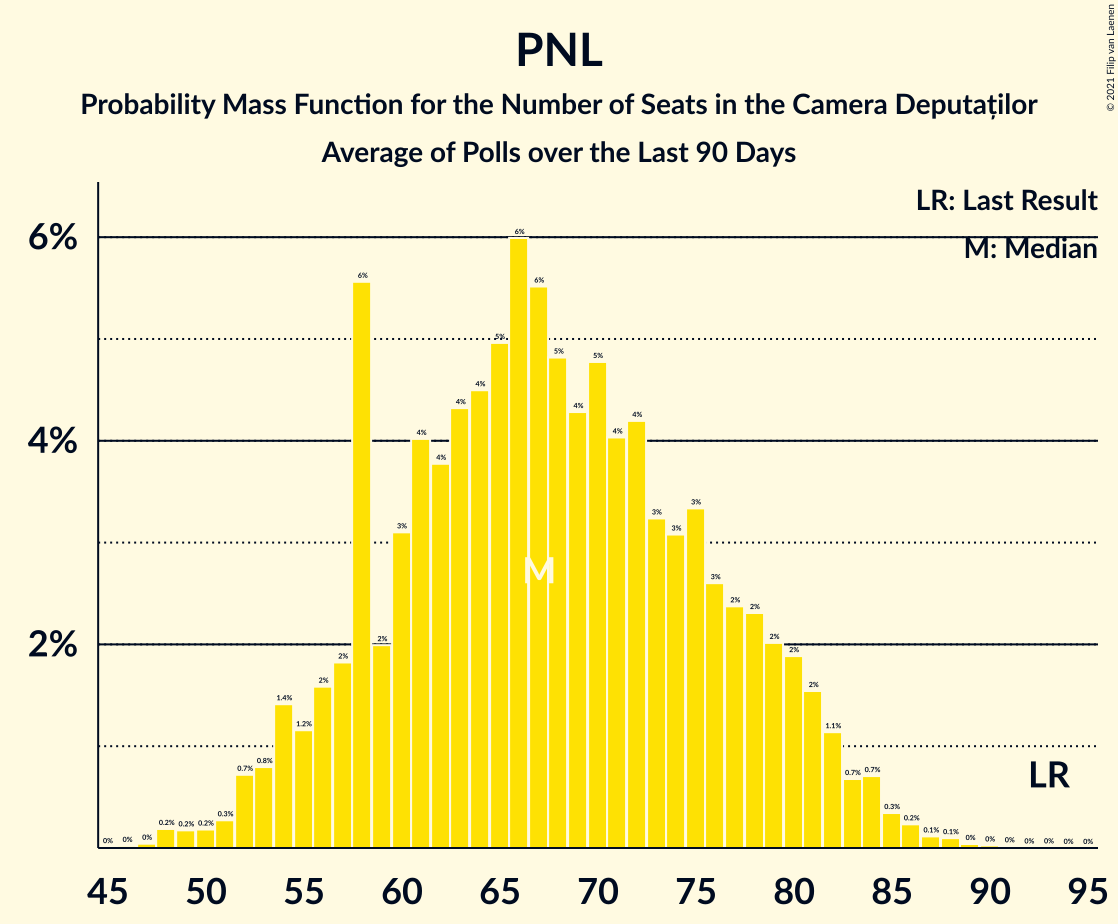 © 2021 Filip van Laenen
PNL
Probability Mass Function for the Number of Seats in the Camera Deputaților
Average of Polls over the Last 90 Days
LR: Last Result
M: Median
6%
4%
2%
0% 0% 0% 0.2% 0.2% 0.2% 0.3% 0.7% 0.8% 1.4% 1.2% 2% 2% 6% 2% 3% 4% 4% 4% 4% 5% 6% 6% 5% 4% 5% 4% 4% 3% 3% 3% 3% 2% 2% 2% 2% 2% 1.1% 0.7% 0.7% 0.3% 0.2% 0.1% 0.1% 0% 0% 0% 0% 0% 0% 0%
M
LR
45 50 55 60 65 70 75 80 85 90 95